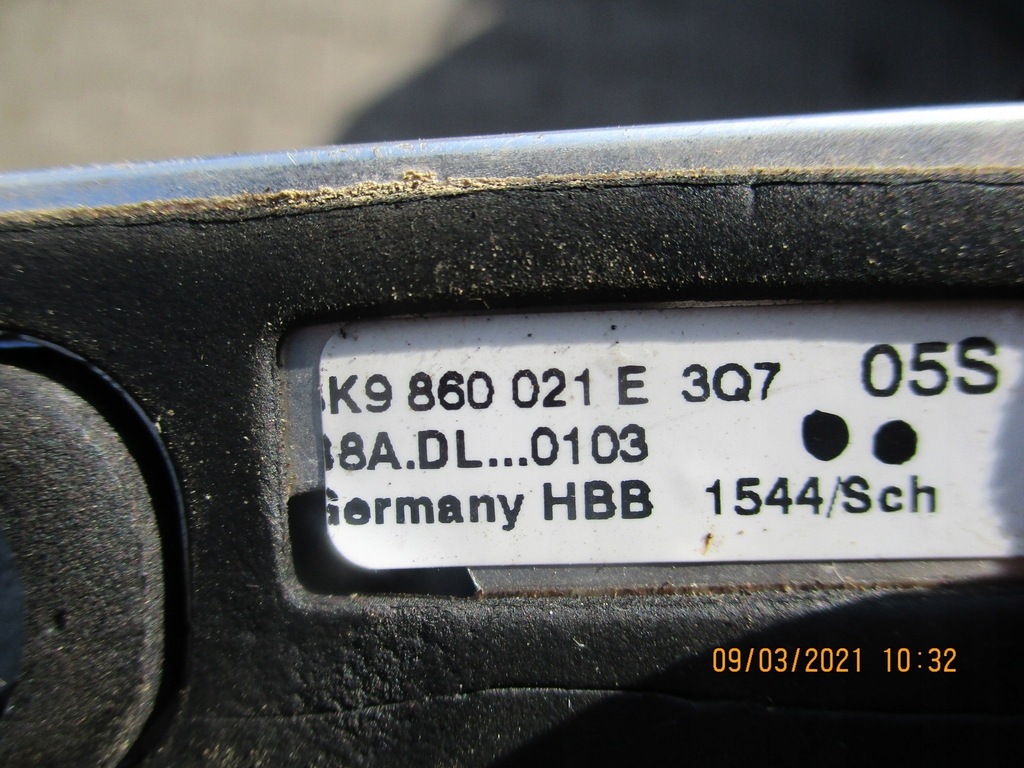 K9 860 021 E 3Q7 05S
8A.DL...0103
Germany HBB 1544/Sch
09/03/2021 10:32